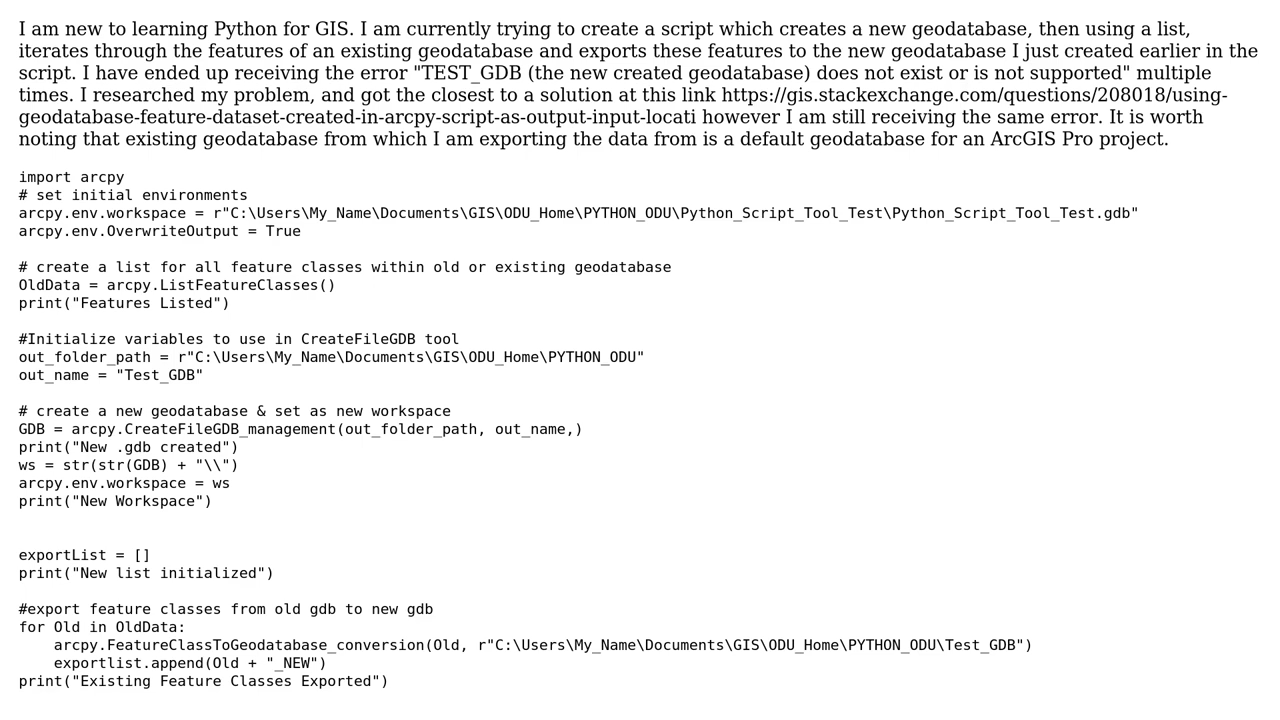 I am new to learning Python for GIS. I am currently trying to create a script which creates a new geodatabase, then using a list,
iterates through the features of an existing geodatabase and exports these features to the new geodatabase I just created earlier in the
script. I have ended up receiving the error "TEST_GDB (the new created geodatabase) does not exist or is not supported" multiple
times. I researched my problem, and got the closest to a solution at this link https://gis.stackexchange.com/questions/208018/using-
geodatabase-feature-dataset-created-in-arcpy-script-as-output-input-locati however I am still receiving the same error. It is worth
noting that existing geodatabase from which I am exporting the data from is a default geodatabase for an ArcGIS Pro project.
import arcpy
# set initial environments
arcpy.env.workspace = r"C:\Users\My_Name\Documents\GIS\ODU_Home\PYTHON_ODU\Python_Script_Tool_Test\Python_Script_Tool_Test.gdb"
arcpy.env.OverwriteOutput = True
# create a list for all feature classes within old or existing geodatabase
OldData = arcpy.ListFeatureClasses()
print("Features Listed")
#Initialize variables to use in CreateFileGDB tool
out_folder_path = r"C:\Users\My_Name\Documents\GIS\ODU_Home\PYTHON_ODU"
out_name = "Test_GDB"
# create a new geodatabase & set as new workspace
GDB = arcpy.CreateFileGDB_management(out_folder_path, out_name,)
print("New .gdb created")
ws = str(str(GDB) + "\\")
arcpy.env.workspace = ws
print("New Workspace")
exportList = []
print("New list initialized")
#export feature classes from old gdb to new gdb
for Old in OldData:
    arcpy.FeatureClassToGeodatabase_conversion(Old, r"C:\Users\My_Name\Documents\GIS\ODU_Home\PYTHON_ODU\Test_GDB")
    exportlist.append(Old + "_NEW")
print("Existing Feature Classes Exported")